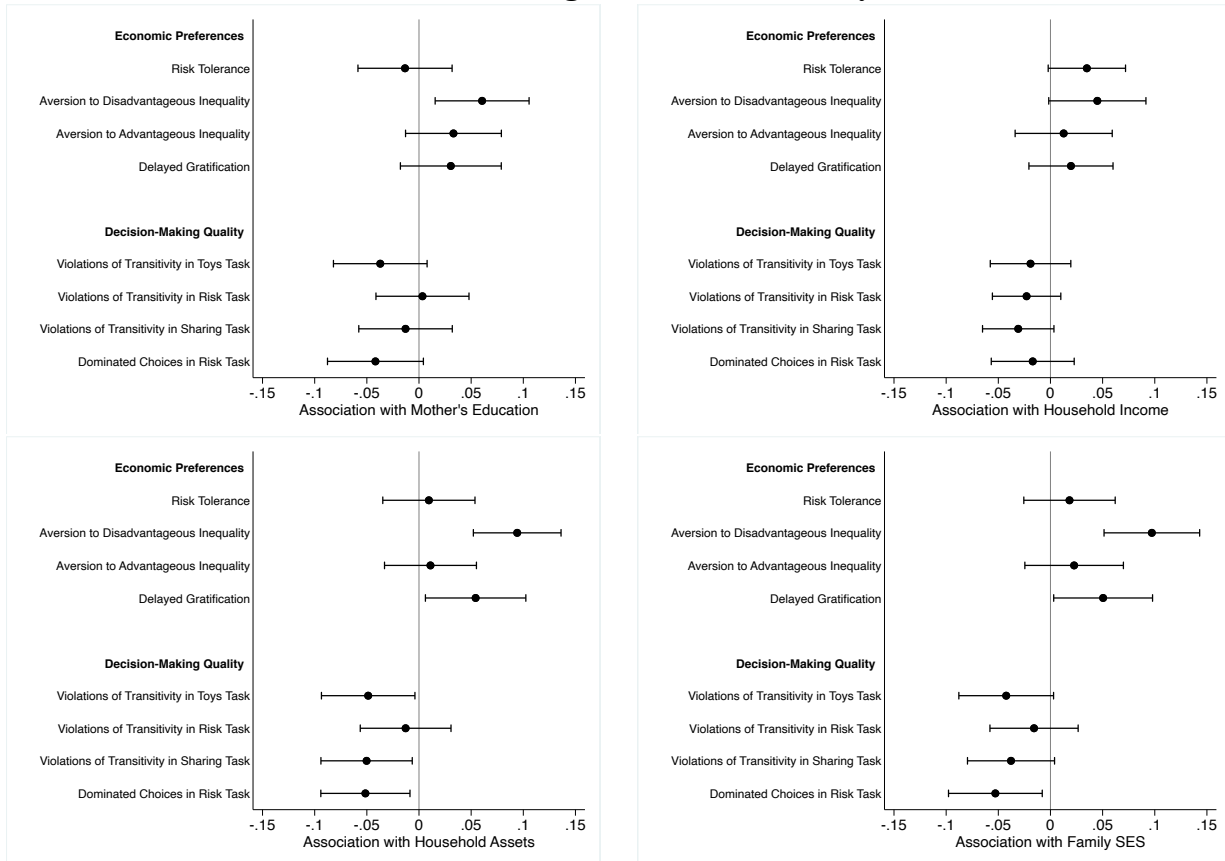 Economic Preferences
Risk Tolerance
Aversion to Disadvantageous Inequality
Aversion to Advantageous Inequality
Delayed Gratification
Decision-Making Quality
Violations of Transitivity in Toys Task
Violations of Transitivity in Risk Task
Violations of Transitivity in Sharing Task
Dominated Choices in Risk Task
-.15 -.1 -.05 0 .05 .1 .15
Association with Mother's Education
Economic Preferences
Risk Tolerance
Aversion to Disadvantageous Inequality
Aversion to Advantageous Inequality
Delayed Gratification
Decision-Making Quality
Violations of Transitivity in Toys Task
Violations of Transitivity in Risk Task
Violations of Transitivity in Sharing Task
Dominated Choices in Risk Task
-.15 -.1 -.05 0 .05 .1 .15
Association with Household Income
Economic Preferences
Risk Tolerance
Aversion to Disadvantageous Inequality
Aversion to Advantageous Inequality
Delayed Gratification
Decision-Making Quality
Violations of Transitivity in Toys Task
Violations of Transitivity in Risk Task
Violations of Transitivity in Sharing Task
Dominated Choices in Risk Task
-.15 -.1 -.05 0 .05 .1 .15
Association with Household Assets
Economic Preferences
Risk Tolerance
Aversion to Disadvantageous Inequality
Aversion to Advantageous Inequality
Delayed Gratification
Decision-Making Quality
Violations of Transitivity in Toys Task
Violations of Transitivity in Risk Task
Violations of Transitivity in Sharing Task
Dominated Choices in Risk Task
-.15 -.1 -.05 0 .05 .1 .15
Association with Family SES